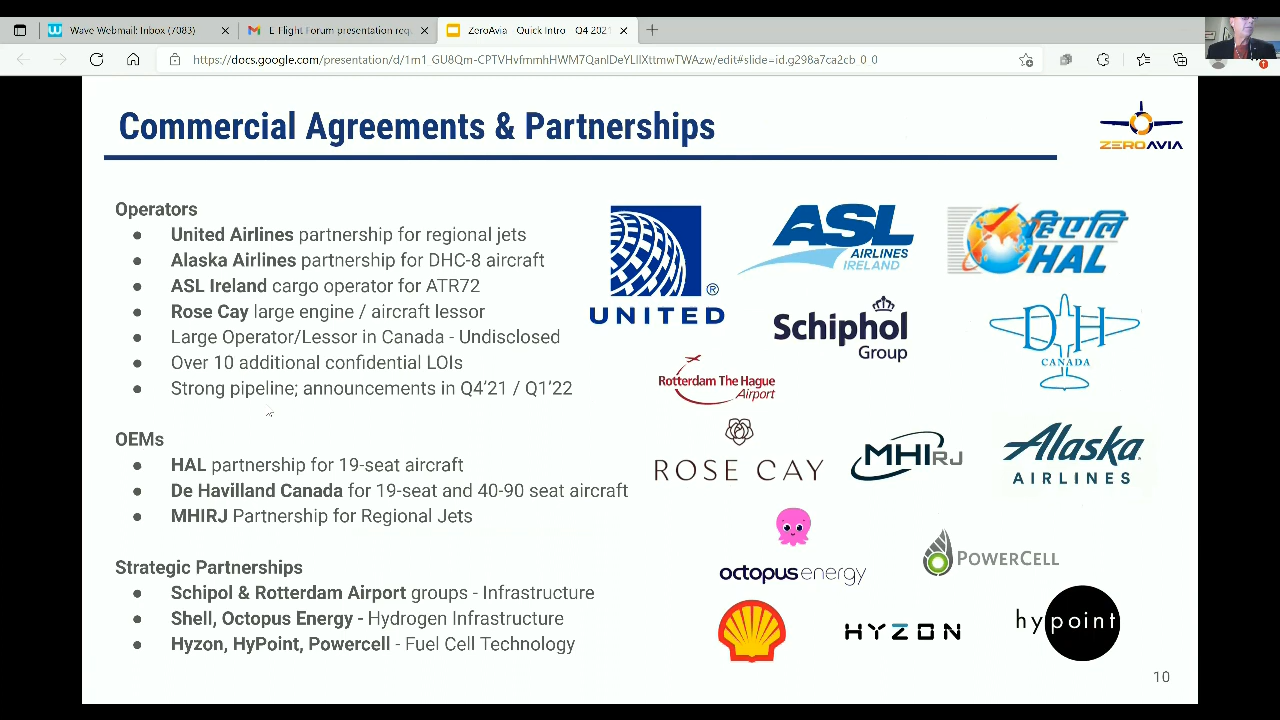 Wave Webmail: Inbox (7083)
E-Flight Forum presentation req
ZeroAvia - Quick Intro - Q4 2021
Commercial Agreements & Partnerships
ZEROAVIA
Operators
● United Airlines partnership for regional jets
● Alaska Airlines partnership for DHC-8 aircraft
● ASL Ireland cargo operator for ATR72
● Rose Cay large engine / aircraft lessor
● Large Operator/Lessor in Canada - Undisclosed
● Over 10 additional confidential LOIs
● Strong pipeline; announcements in Q4’21 / Q1’22
OEMs
● HAL partnership for 19-seat aircraft
● De Havilland Canada for 19-seat and 40-90 seat aircraft
● MHIRJ Partnership for Regional Jets
Strategic Partnerships
● Schipol & Rotterdam Airport groups - Infrastructure
● Shell, Octopus Energy - Hydrogen Infrastructure
● Hyzon, HyPoint, Powercell - Fuel Cell Technology
UNITED
®
ASL
AIRLINES
IRELAND
हिएलि
HAL
Schiphol
Group
DH
CANADA
Rotterdam The Hague
Airport
ROSE CAY
MHIRJ
Alaska
AIRLINES
octopus energy
POWERCELL
HYZON
hypoint
10